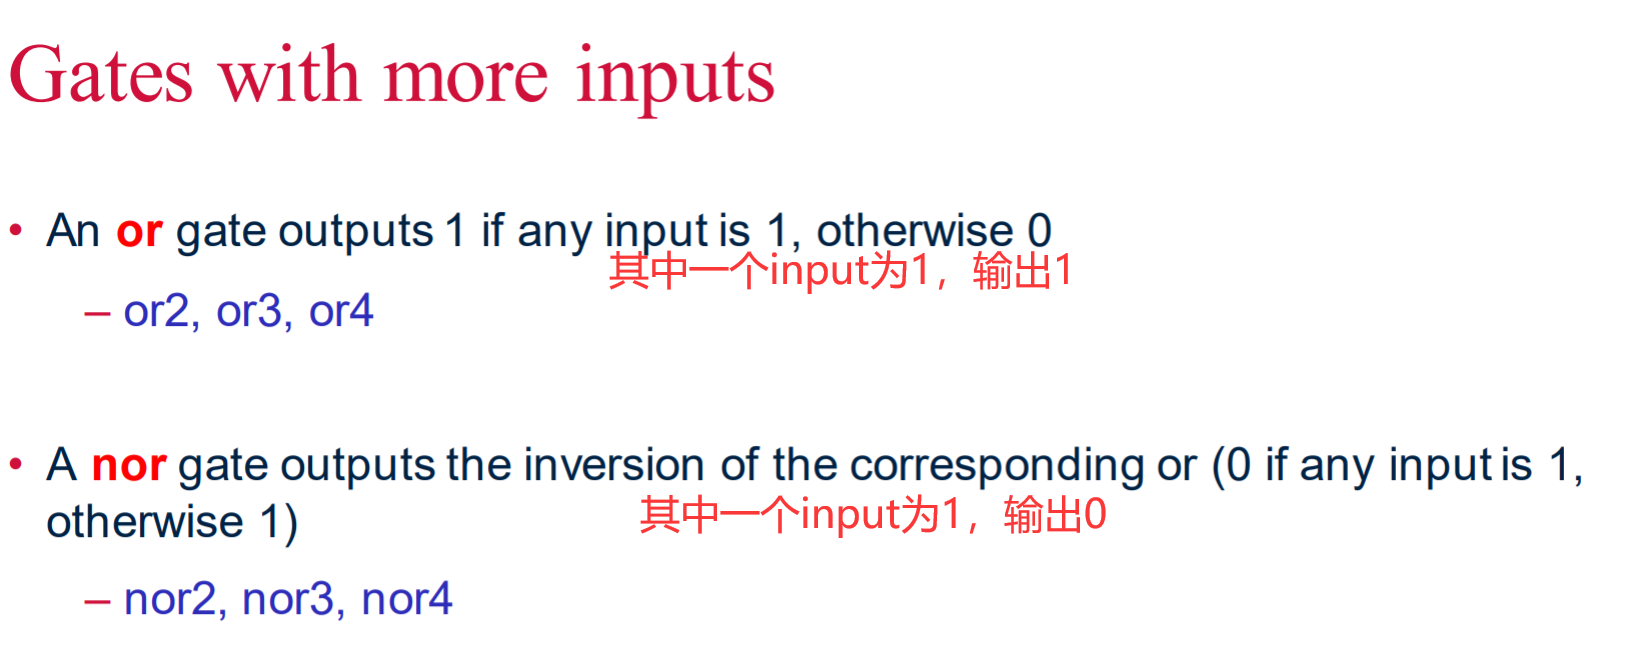 Gates with more inputs
• An or gate outputs 1 if any input is 1, otherwise 0
其中一个input为1，输出1
– or2, or3, or4
• A nor gate outputs the inversion of the corresponding or (0 if any input is 1,
otherwise 1)
其中一个input为1，输出0
– nor2, nor3, nor4